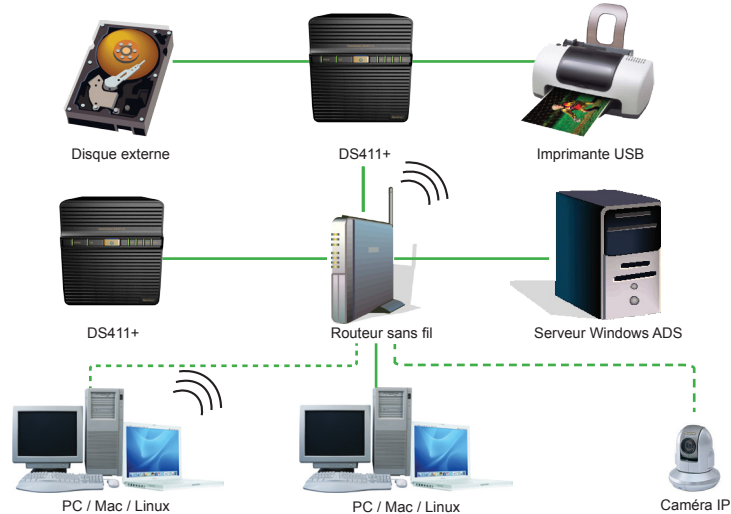 Disque externe
DS411+
Imprimante USB
DS411+
Routeur sans fil
Serveur Windows ADS
PC / Mac / Linux
PC / Mac / Linux
Caméra IP